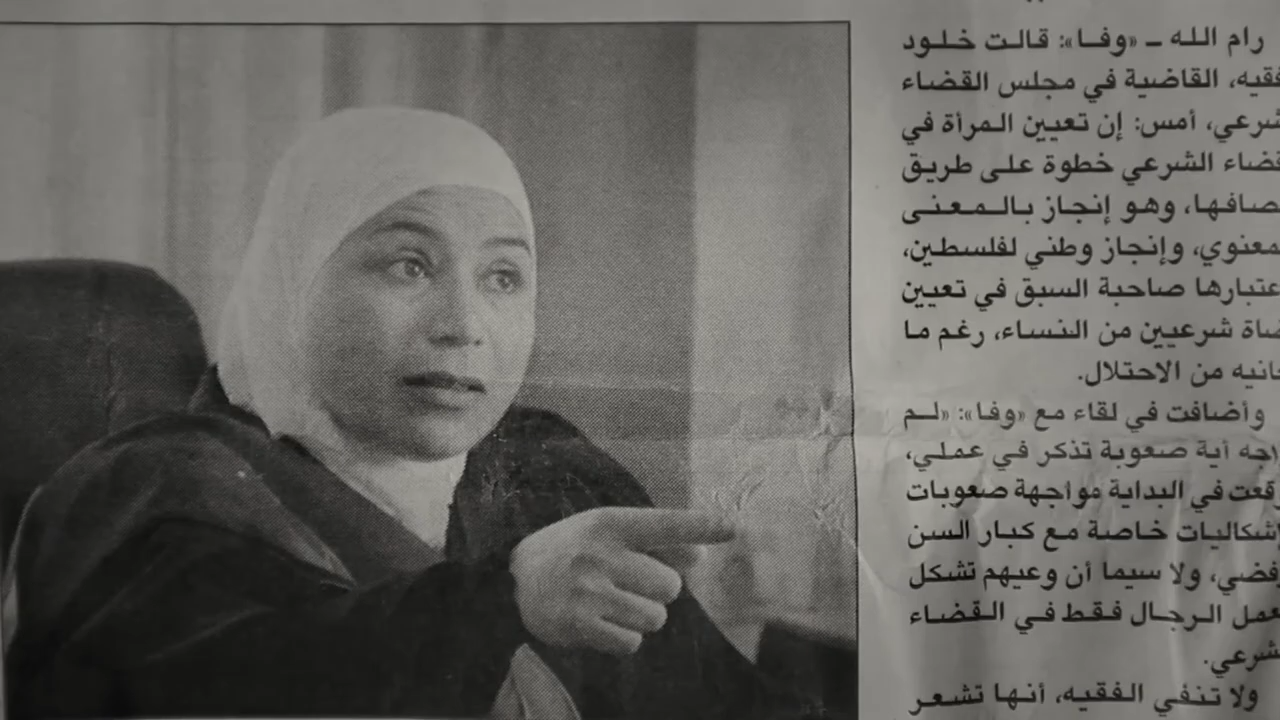 رام الله ــ «وفا»: قالت خلود
فقيه، القاضية في مجلس القضاء
شرعي، أمس: إن تعيين المرأة في
قضاء الشرعي خطوة على طريق
صافها، وهو إنجاز بالمعنى
معنوي، وإنجاز وطني لفلسطين،
عتبارها صاحبة السبق في تعيين
ضاة شرعيين من النساء، رغم ما
عانيه من الاحتلال.
وأضافت في لقاء مع «وفا»: «لم
اجه أية صعوبة تذكر في عملي،
قعت في البداية مواجهة صعوبات
إشكاليات خاصة مع كبار السن
فضي، ولا سيما أن وعيهم تشكل
عمل الرجال فقط في القضاء
شرعي.
ولا تنفي الفقيه، أنها تشعر